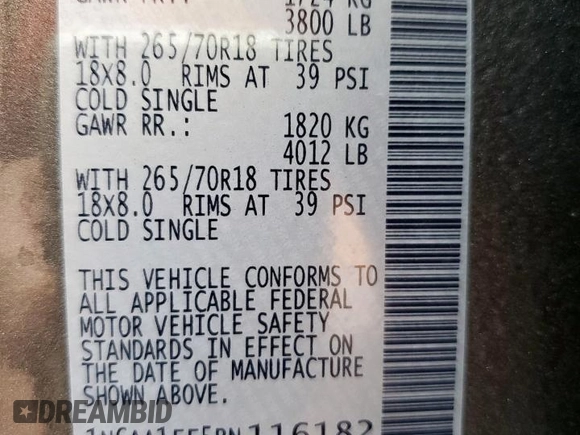 3800 LB
WITH 265/70R18 TIRES
18X8.0 RIMS AT 39 PSI
COLD SINGLE
GAWR RR.: 1820 KG
4012 LB
WITH 265/70R18 TIRES
18X8.0 RIMS AT 39 PSI
COLD SINGLE
THIS VEHICLE CONFORMS TO
ALL APPLICABLE FEDERAL
MOTOR VEHICLE SAFETY
STANDARDS IN EFFECT ON
THE DATE OF MANUFACTURE
SHOWN ABOVE.
DREAMBID